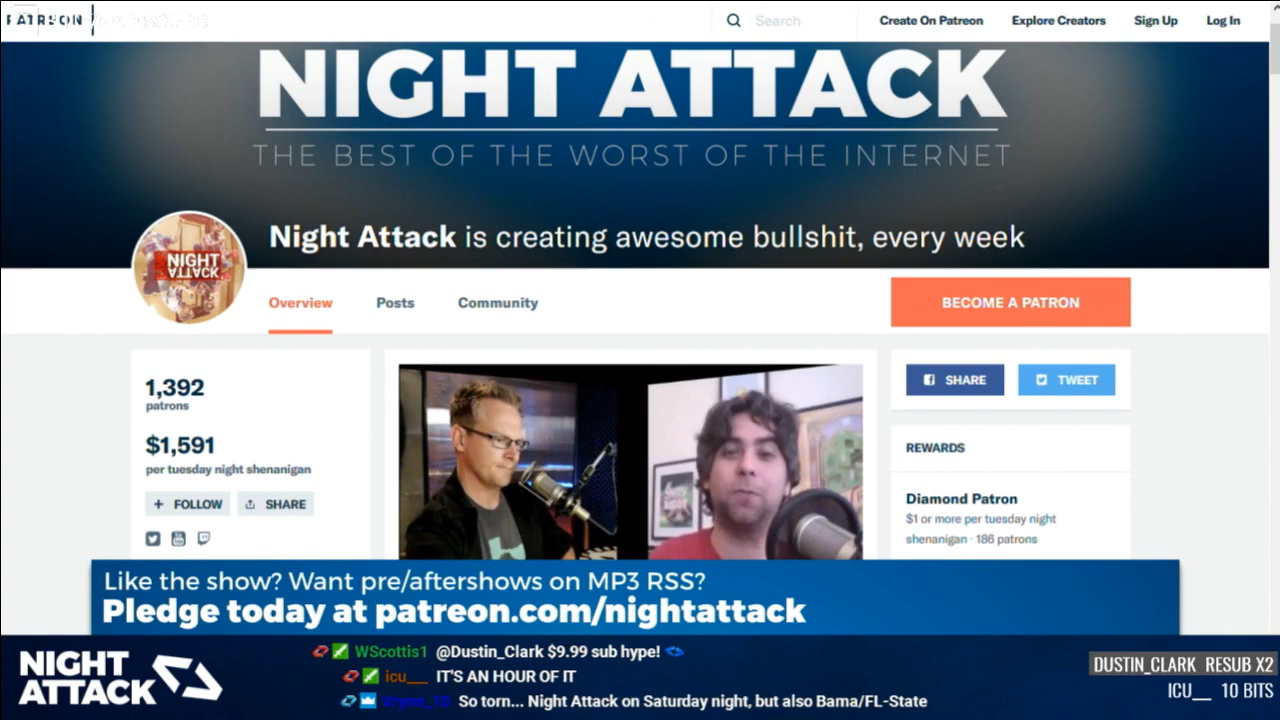 PATREON
Search
Create On Patreon
Explore Creators
Sign Up
Log In
NIGHT ATTACK
THE BEST OF THE WORST OF THE INTERNET
NIGHT
ATTACK
Night Attack is creating awesome bullshit, every week
Overview
Posts
Community
BECOME A PATRON
1,392
patrons
$1,591
per tuesday night shenanigan
+ FOLLOW
SHARE
SHARE
TWEET
REWARDS
Diamond Patron
$1 or more per tuesday night
shenanigan · 186 patrons
Like the show? Want pre/aftershows on MP3 RSS?
Pledge today at patreon.com/nightattack
NIGHT
ATTACK
WScottis1 @Dustin_Clark $9.99 sub hype!
icu___ IT'S AN HOUR OF IT
So torn... Night Attack on Saturday night, but also Bama/FL-State
DUSTIN_CLARK RESUB X2
ICU__ 10 BITS